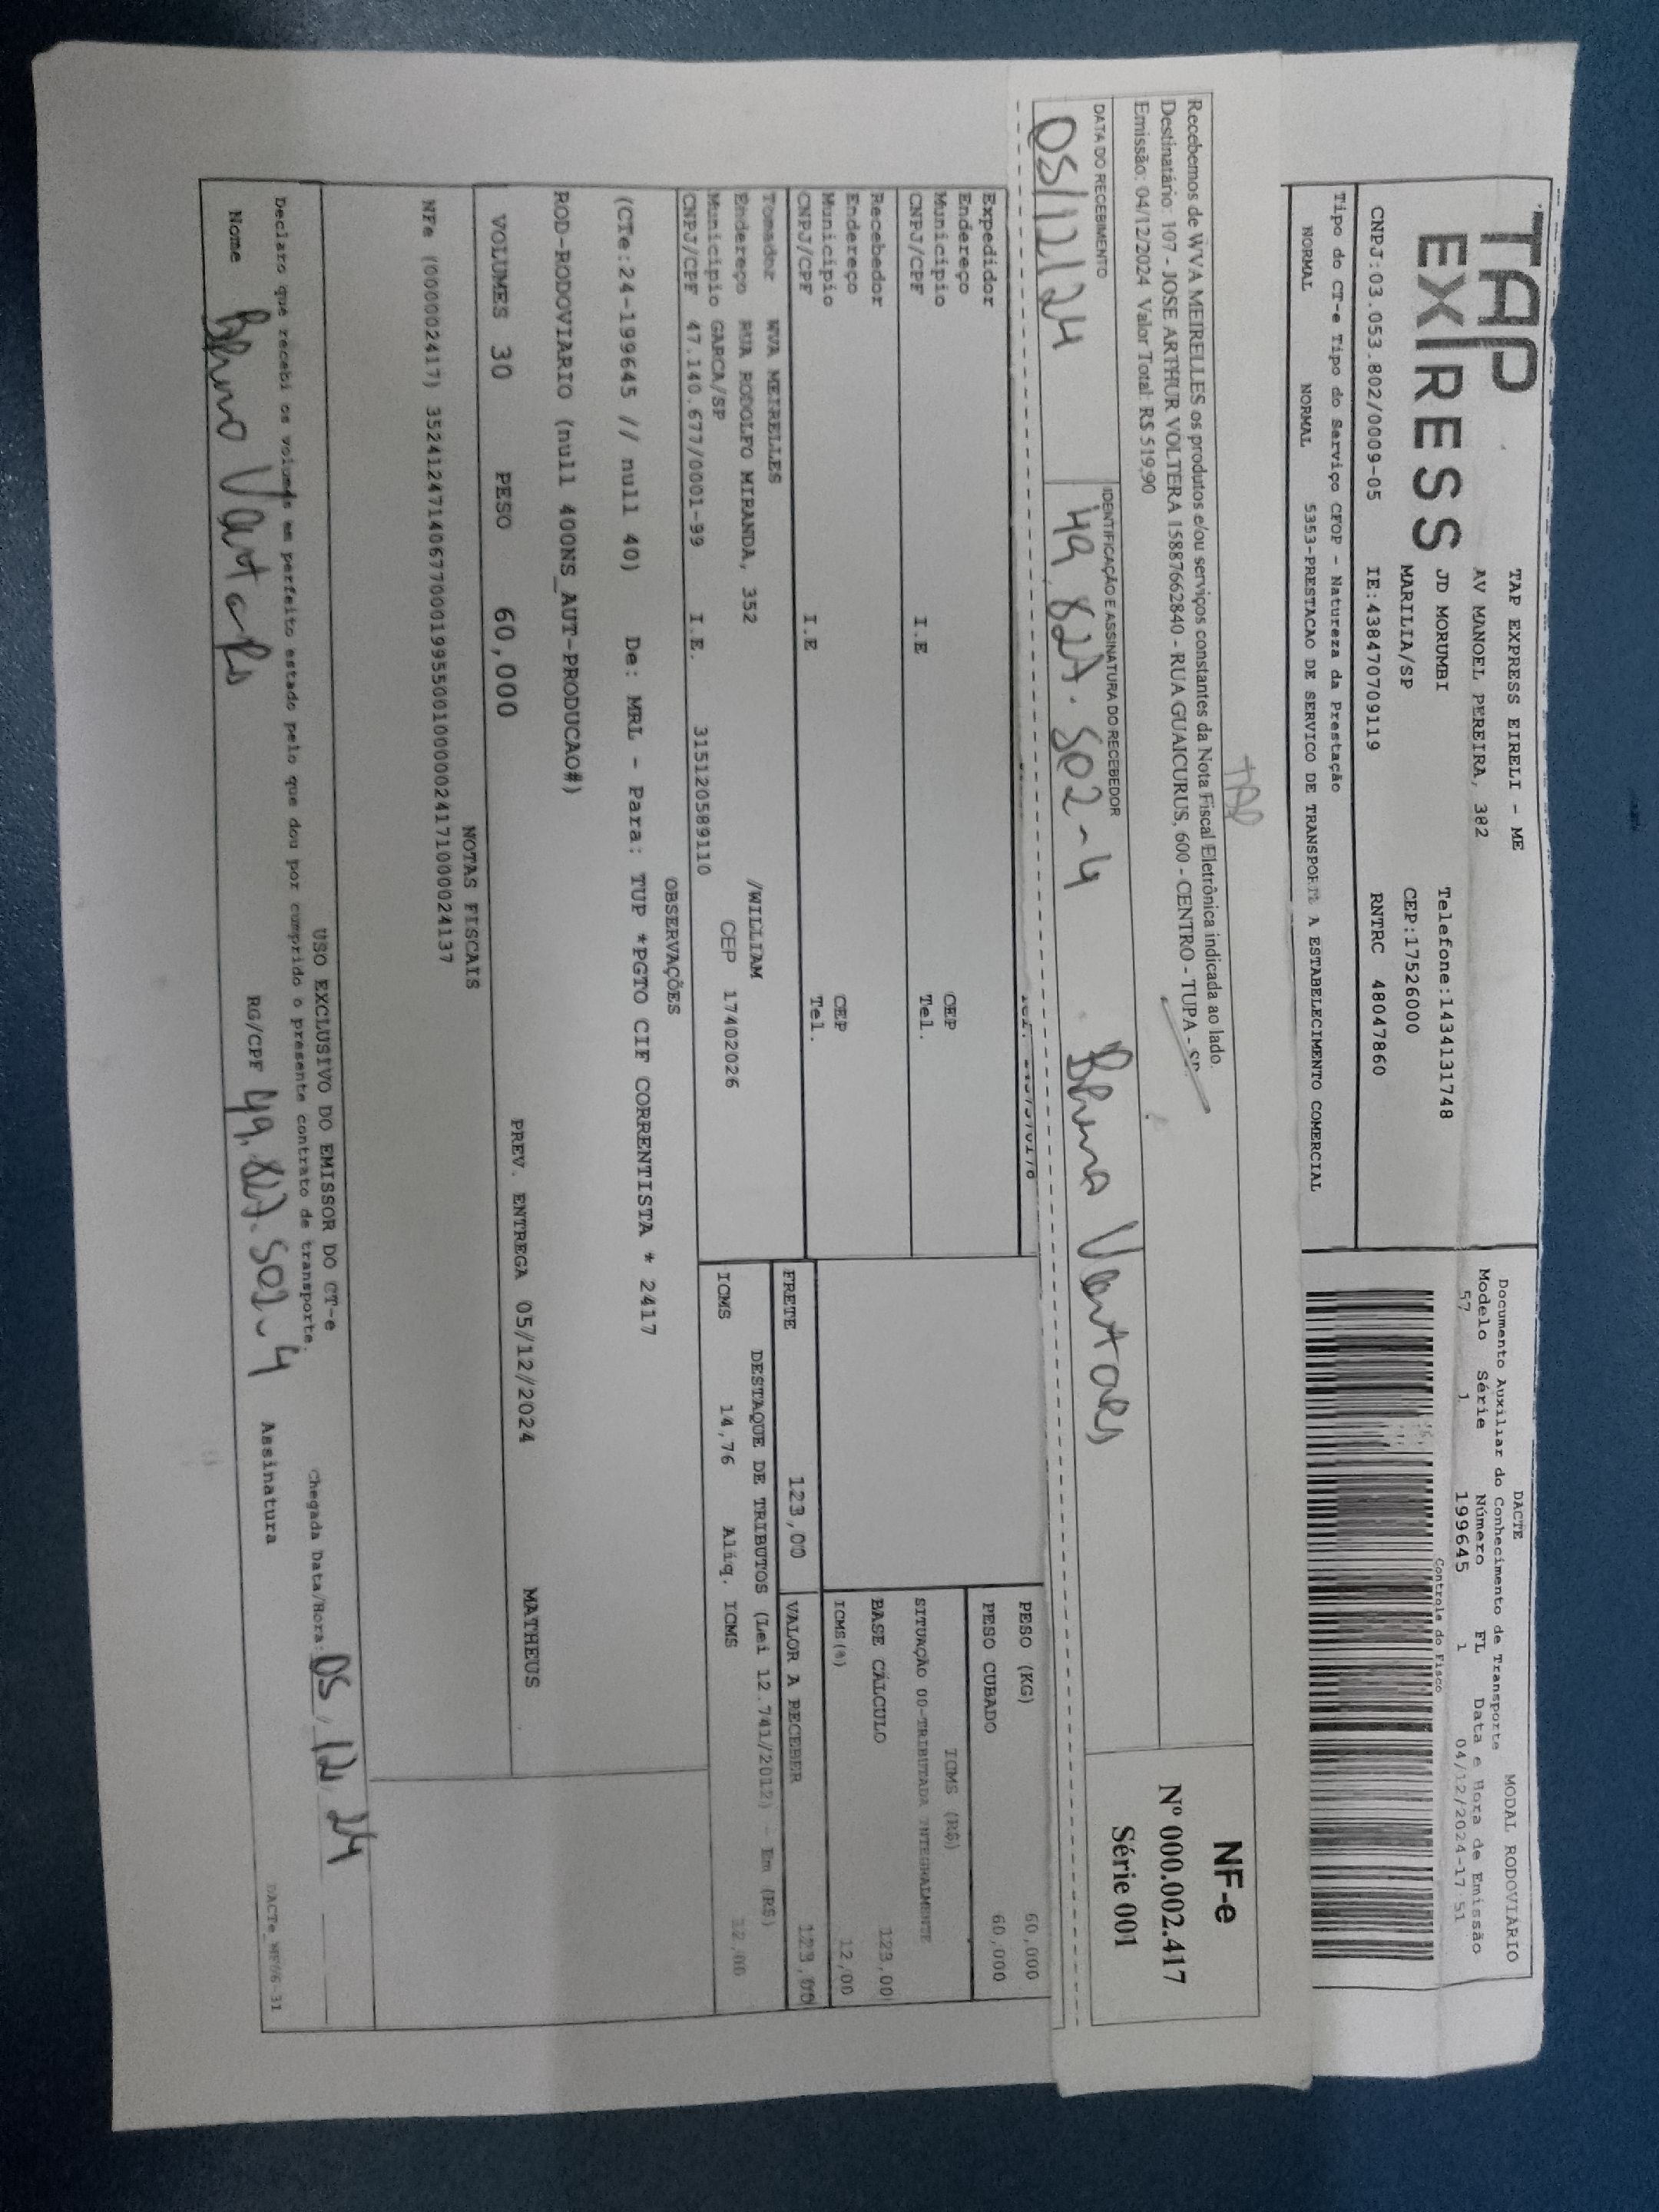 TAP
EXPRESS
TAP EXPRESS EIRELI - ME
AV MANOEL PEREIRA, 382
JD MORUMBI Telefone:1434131748
MARILIA/SP CEP:17526000
CNPJ:03.053.802/0009-05 IE:438470709119 RNTRC 48047860
Tipo do CT-e Tipo do Serviço CFOP - Natureza da Prestação
NORMAL NORMAL 5353-PRESTACAO DE SERVICO DE TRANSPORTE A ESTABELECIMENTO COMERCIAL
DACTE MODAL RODOVIÁRIO
Documento Auxiliar do Conhecimento de Transporte
Modelo Série Número FL Data e Hora de Emissão
57 1 199645 1 04/12/2024-17:51
Controle do Fisco
TAP
Recebemos de WVA MEIRELLES os produtos e/ou serviços constantes da Nota Fiscal Eletrônica indicada ao lado.
Destinatário: 107 - JOSE ARTHUR VOLTERA 15887662840 - RUA GUAICURUS, 600 - CENTRO - TUPA - SP.
Emissão: 04/12/2024 Valor Total: R$ 519,90
NF-e
Nº 000.002.417
Série 001
DATA DO RECEBIMENTO IDENTIFICAÇÃO E ASSINATURA DO RECEBEDOR
05/12/24 49.827.502-4
PESO (KG) 60,000
PESO CUBADO 60,000
ICMS (R$)
SITUAÇÃO 00-TRIBUTADA INTEGRALMENTE
BASE CÁLCULO 123,00
ICMS(%) 12,00
Expedidor
Endereço
Município CEP
CNPJ/CPF I.E Tel.
Recebedor
Endereço
Município CEP
CNPJ/CPF I.E Tel.
FRETE 123,00 VALOR A RECEBER 123,00
Tomador WVA MEIRELLES /WILLIAM
Endereço RUA RODOLFO MIRANDA, 352
Município GARCA/SP CEP 17402026
CNPJ/CPF 47.140.677/0001-99 I.E. 315120589110
DESTAQUE DE TRIBUTOS (Lei 12.741/2012) - Em (R$)
ICMS 14,76 Aliq. ICMS 12,00
OBSERVAÇÕES
(CTe:24-199645 // null 40) De: MRL - Para: TUP *PGTO CIF CORRENTISTA * 2417
ROD-RODOVIARIO (null 400NS_AUT-PRODUCAO#)
VOLUMES 30 PESO 60,000 PREV. ENTREGA 05/12/2024 MATHEUS
NOTAS FISCAIS
NFe (000002417) 35241247140677000199550010000024171000024137
USO EXCLUSIVO DO EMISSOR DO CT-e
Declaro que recebi os volumes em perfeito estado pelo que dou por cumprido o presente contrato de transporte.
Chegada Data/Hora: 05/12/24
Nome RG/CPF 49.827.502-4 Assinatura